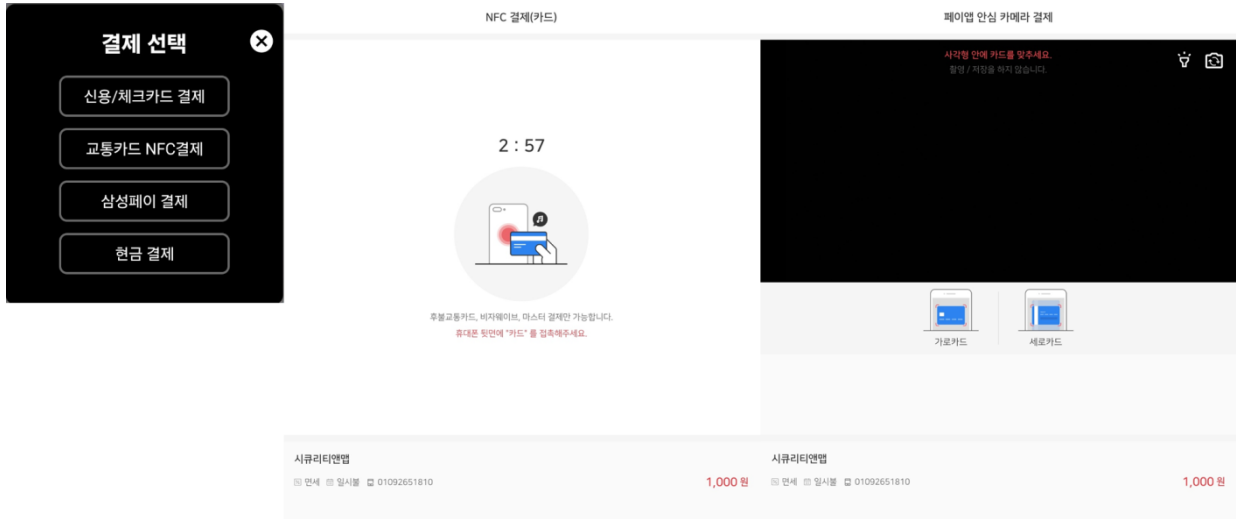 결제 선택
신용/체크카드 결제
교통카드 NFC결제
삼성페이 결제
현금 결제
NFC 결제(카드)
2 : 57
후불교통카드, 비자웨이브, 마스터 결제만 가능합니다.
휴대폰 뒷면에 "카드" 를 접촉해주세요.
시큐리티앤맵
면세 일시불 01092651810
1,000 원
페이앱 안심 카메라 결제
사각형 안에 카드를 맞추세요.
촬영 / 저장을 하지 않습니다.
가로카드
세로카드
시큐리티앤맵
면세 일시불 01092651810
1,000 원